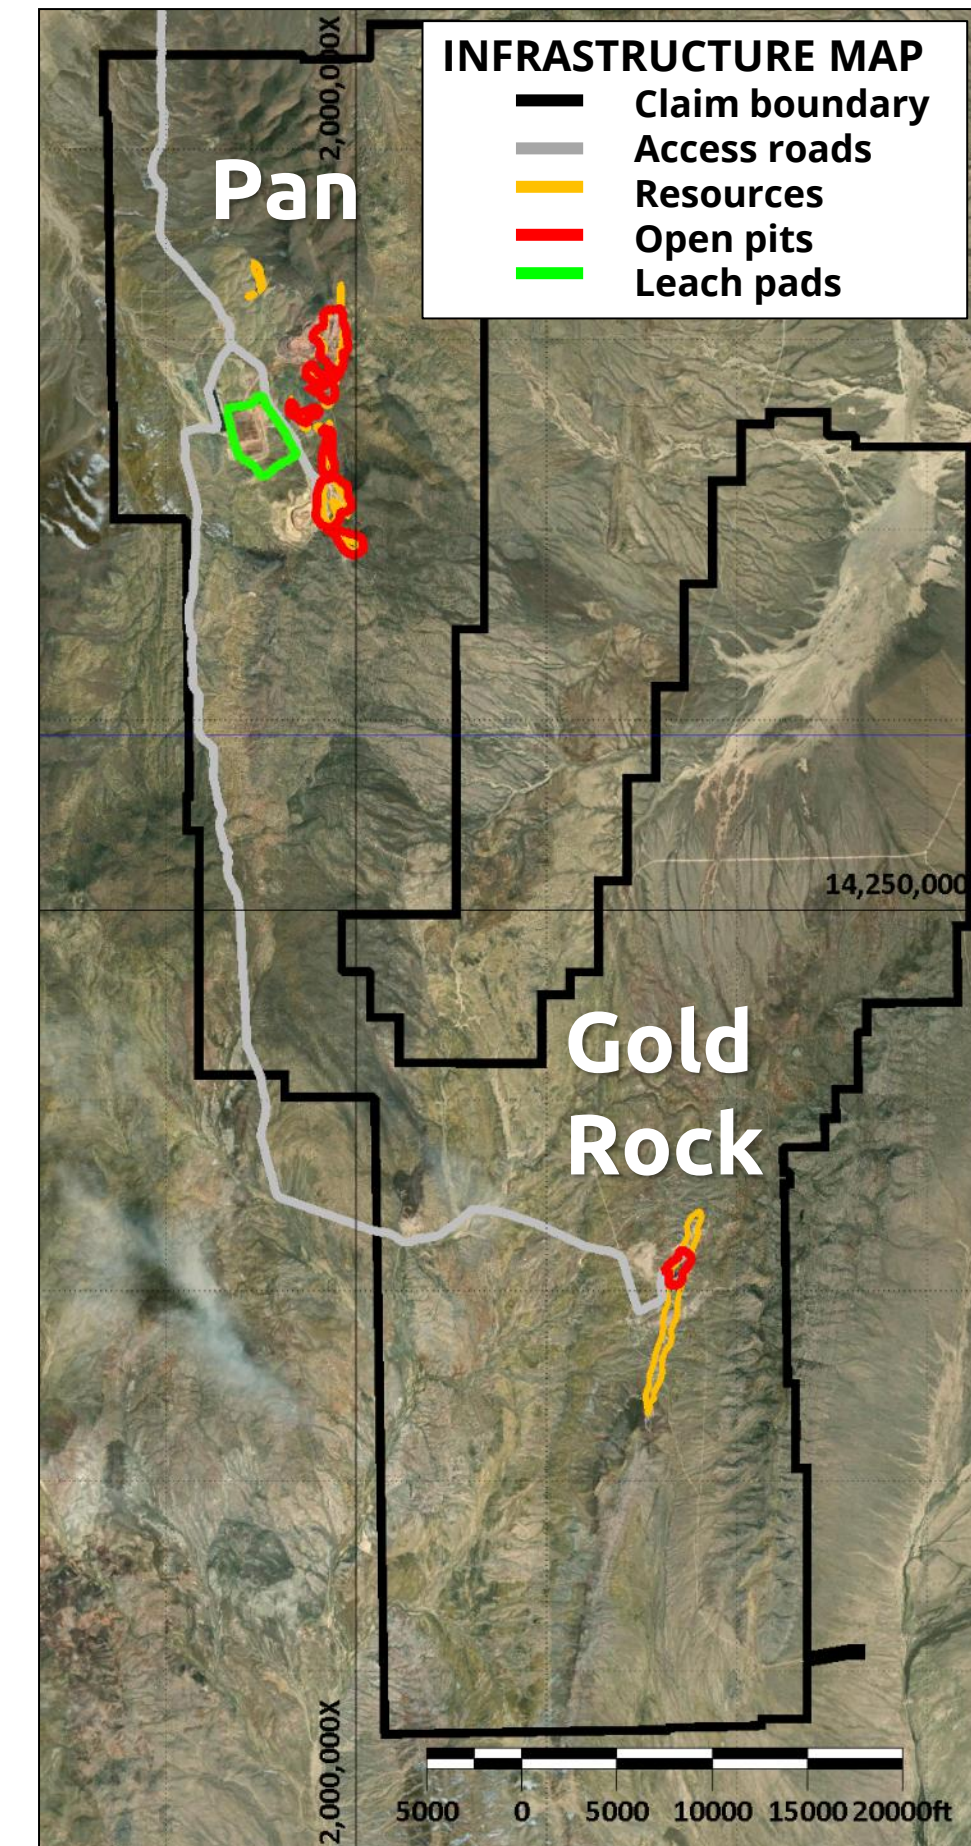 INFRASTRUCTURE MAP
Claim boundary
Access roads
Resources
Open pits
Leach pads
2,000,000X
Pan
14,250,000
Gold
Rock
2,000,000X
5000 0 5000 10000 15000 20000ft